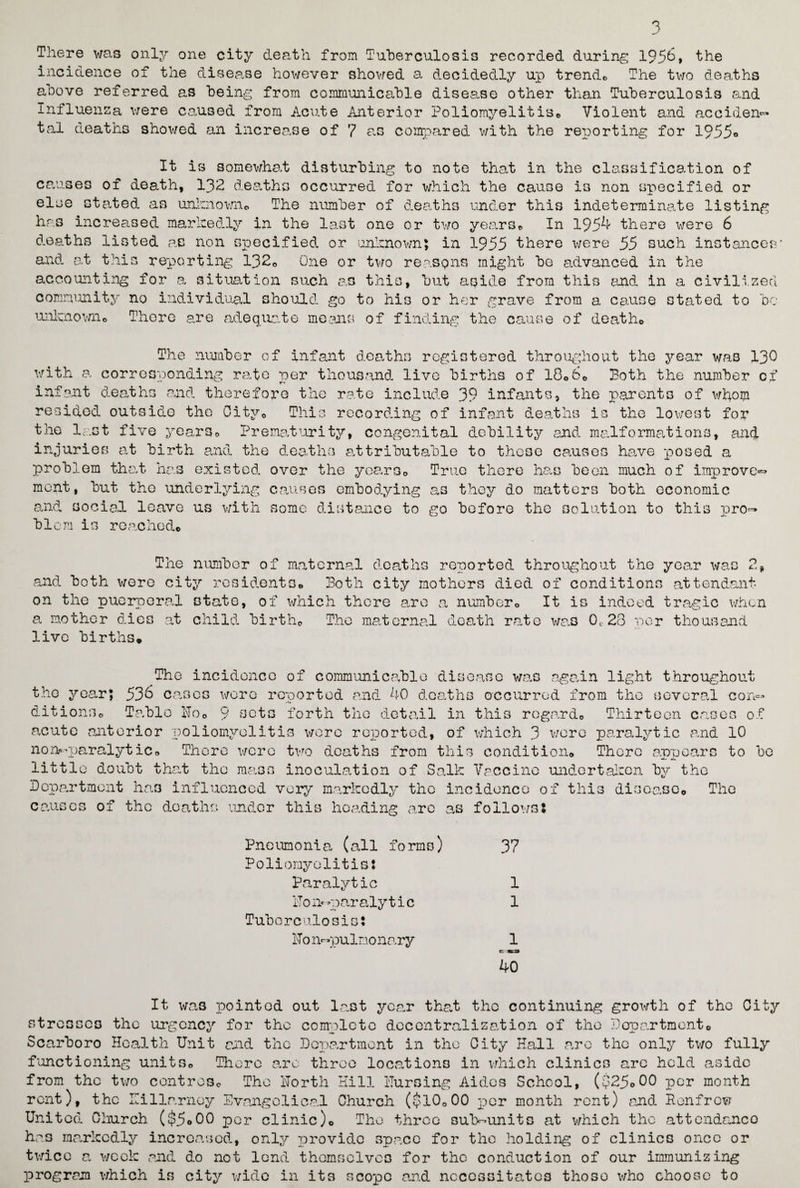 3
There was only one city death from Tuberculosis recorded during 1956, the
incidence of the disease however showed a decidedly up trend. The two deaths
above referred as being from communicable disease other than Tuberculosis and
Influenza were caused from Acute Anterior Poliomyelitis. Violent and acciden-
tal deaths showed an increase of 7 as compared with the reporting for 1955.
It is somewhat disturbing to note that in the classification of
causes of death, 132 deaths occurred for which the cause is non specified or
else stated as unknown. The number of deaths under this indeterminate listing
has increased markedly in the last one or two years. In 1954 there were 6
deaths listed as non specified or unknown; in 1955 there were 55 such instances
and at this reporting 132. One or two reasons might be advanced in the
accounting for a situation such as this, but aside from this and in a civilized
community no individual should go to his or her grave from a cause stated to be
unknown. There are adequate means of finding the cause of death.
The number of infant deaths registered throughout the year was 130
with a corresponding rate per thousand live births of 18.6. Both the number of
infant deaths and therefore the rate include 39 infants, the parents of whom
resided outside the City. This recording of infant deaths is the lowest for
the last five years. Prematurity, congenital debility and malformations, and
injuries at birth and the deaths attributable to these causes have posed a
problem that has existed over the years. True there has been much of improve-
ment, but the underlying causes embodying as they do matters both economic
and social leave us with some distance to go before the solution to this pro-
blem is reached.
The number of maternal deaths reported throughout the year was 2,
and both were city residents. Both city mothers died of conditions attendant
on the puerperal state, of which there are a number. It is indeed tragic when
a mother dies at child birth. The maternal death rate was 0.28 per thousand
live births.
The incidence of communicable disease was again light throughout
the year; 536 cases were reported and 40 deaths occurred from the several con-
ditions. Table No. 9 sets forth the detail in this regard. Thirteen cases of
acute anterior poliomyelitis were reported, of which 3 were paralytic and 10
non-paralytic. There were two deaths from this condition. There appears to be
little doubt that the mass inoculation of Salk Vaccine undertaken by the
Department has influenced very markedly the incidence of this disease. The
causes of the deaths under this heading are as follows:
Pneumonia (all forms) 37
Poliomyelitis:
Paralytic 1
Non-paralytic 1
Tuberculosis:
Non-pulmonary 1
40
It was pointed out last year that the continuing growth of the City
stresses the urgency for the complete decentralization of the Department.
Scarboro Health Unit and the Department in the City Hall are the only two fully
functioning units. There are three locations in which clinics are held aside
from the two centres. The North Hill Nursing Aides School, ($25.00 per month
rent), the Killarney Evangelical Church ($10.00 per month rent) and Renfrew
United Church ($5.00 per clinic). The three sub-units at which the attendance
has markedly increased, only provide space for the holding of clinics once or
twice a week and do not lend themselves for the conduction of our immunizing
program which is city wide in its scope and necessitates those who choose to